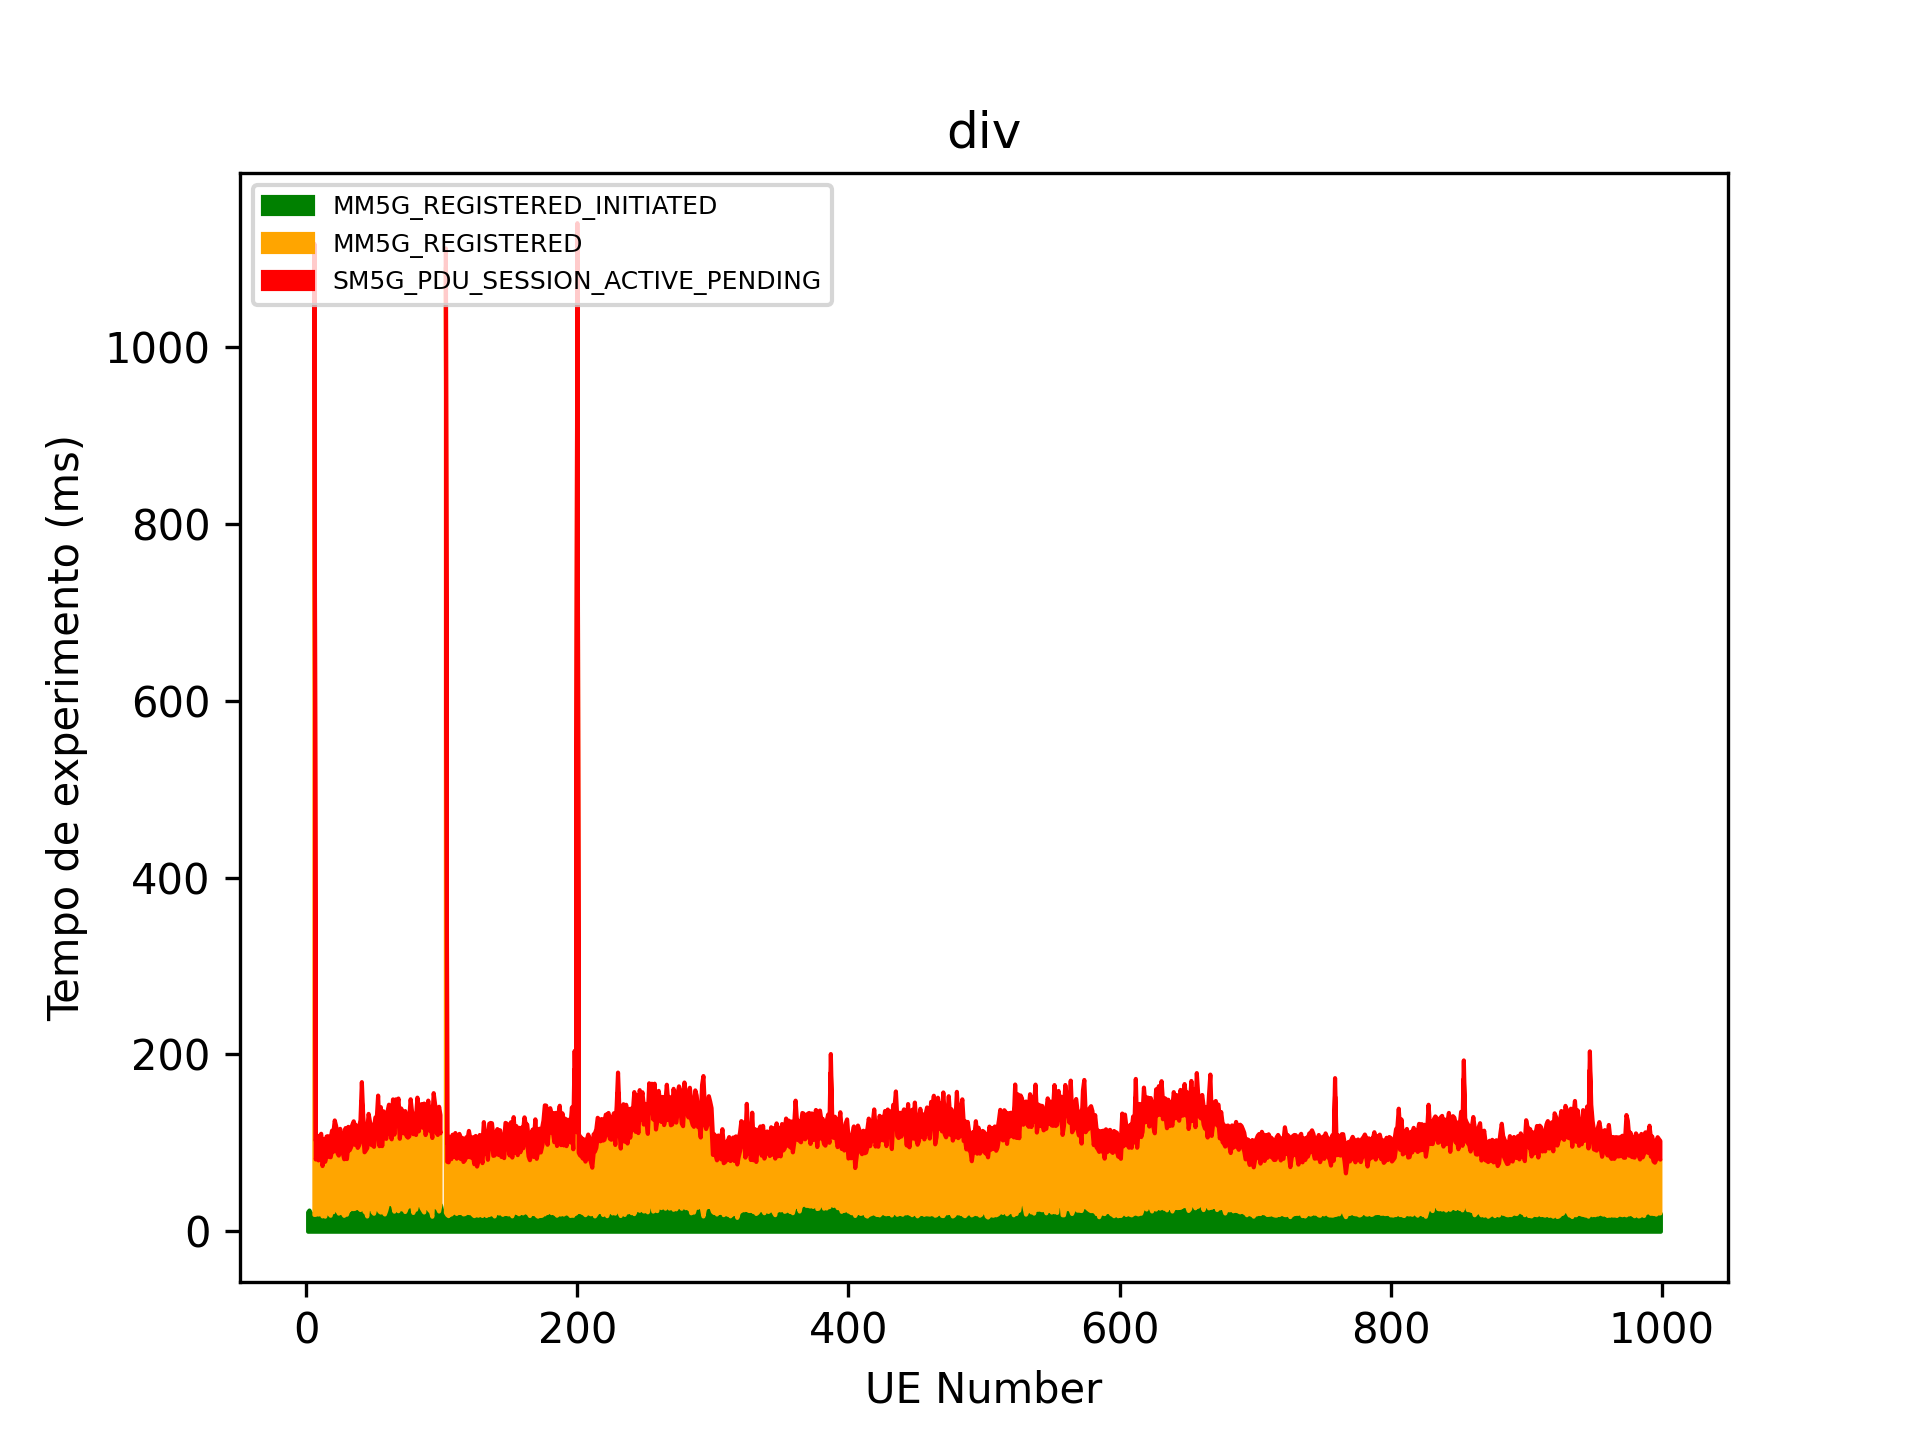 div
MM5G_REGISTERED_INITIATED
MM5G_REGISTERED
SM5G_PDU_SESSION_ACTIVE_PENDING
Tempo de experimento (ms)
1000
800
600
400
200
0
0 200 400 600 800 1000
UE Number